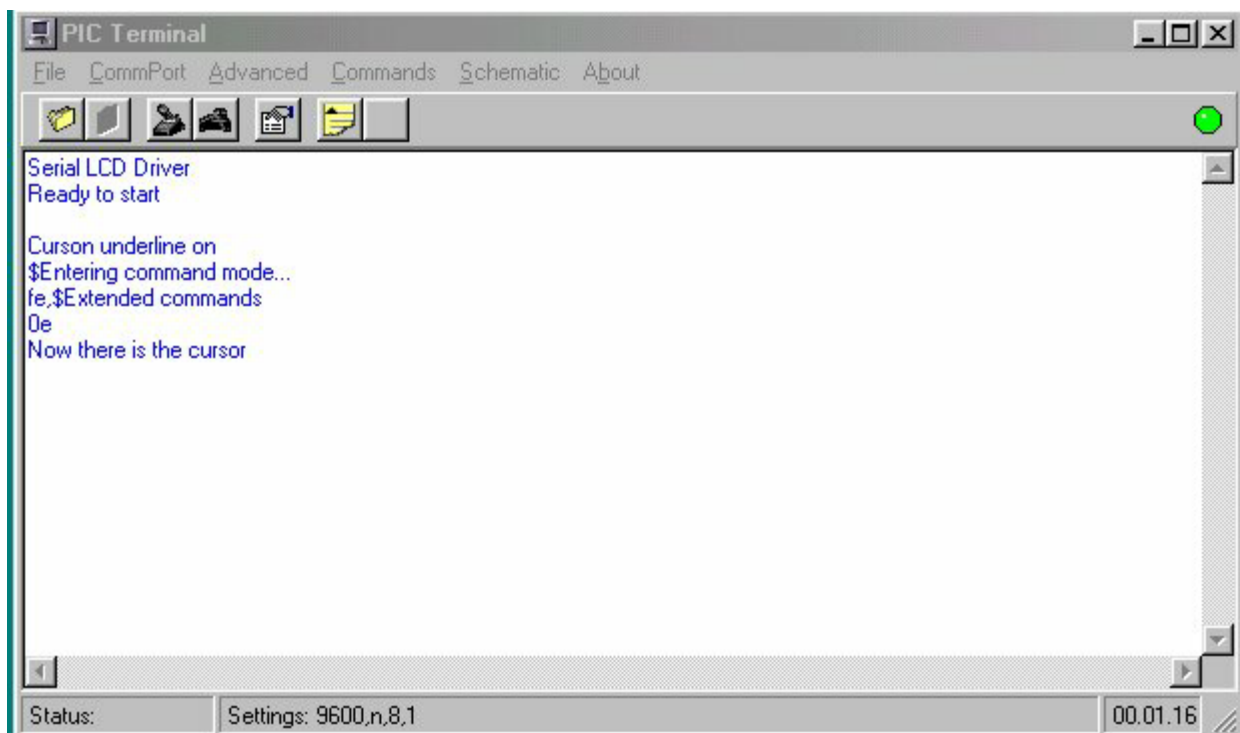 PIC Terminal
File CommPort Advanced Commands Schematic About
Serial LCD Driver
Ready to start
Curson underline on
$Entering command mode...
fe,$Extended commands
0e
Now there is the cursor
Status: Settings: 9600,n,8,1 00.01.16